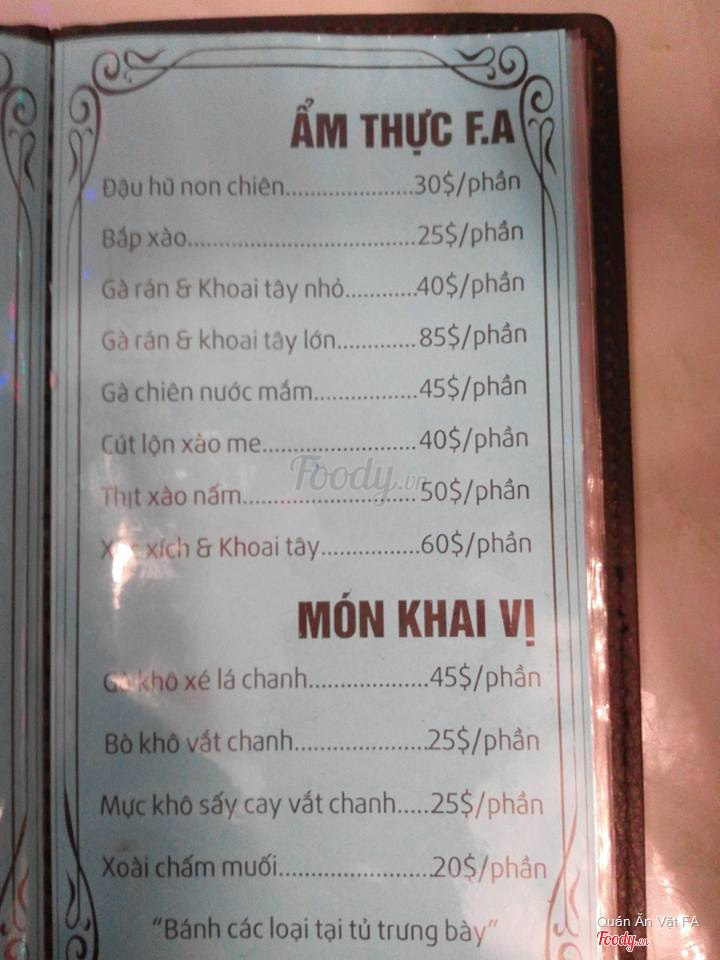 ẨM THỰC F.A
Đậu hũ non chiên.....................30$/phần
Bắp xào......................................25$/phần
Gà rán & Khoai tây nhỏ............40$/phần
Gà rán & khoai tây lớn.............85$/phần
Gà chiên nước mắm.................45$/phần
Cút lộn xào me..........................40$/phần
Foody.vn
Thịt xào nấm.............................50$/phần
Xúc xích & Khoai tây.................60$/phần
MÓN KHAI VỊ
Gà khô xé lá chanh....................45$/phần
Bò khô vắt chanh......................25$/phần
Mực khô sấy cay vắt chanh.....25$/phần
Xoài chấm muối.........................20$/phần
“Bánh các loại tại tủ trưng bày”
Quán Ăn Vặt FA
Foody.vn